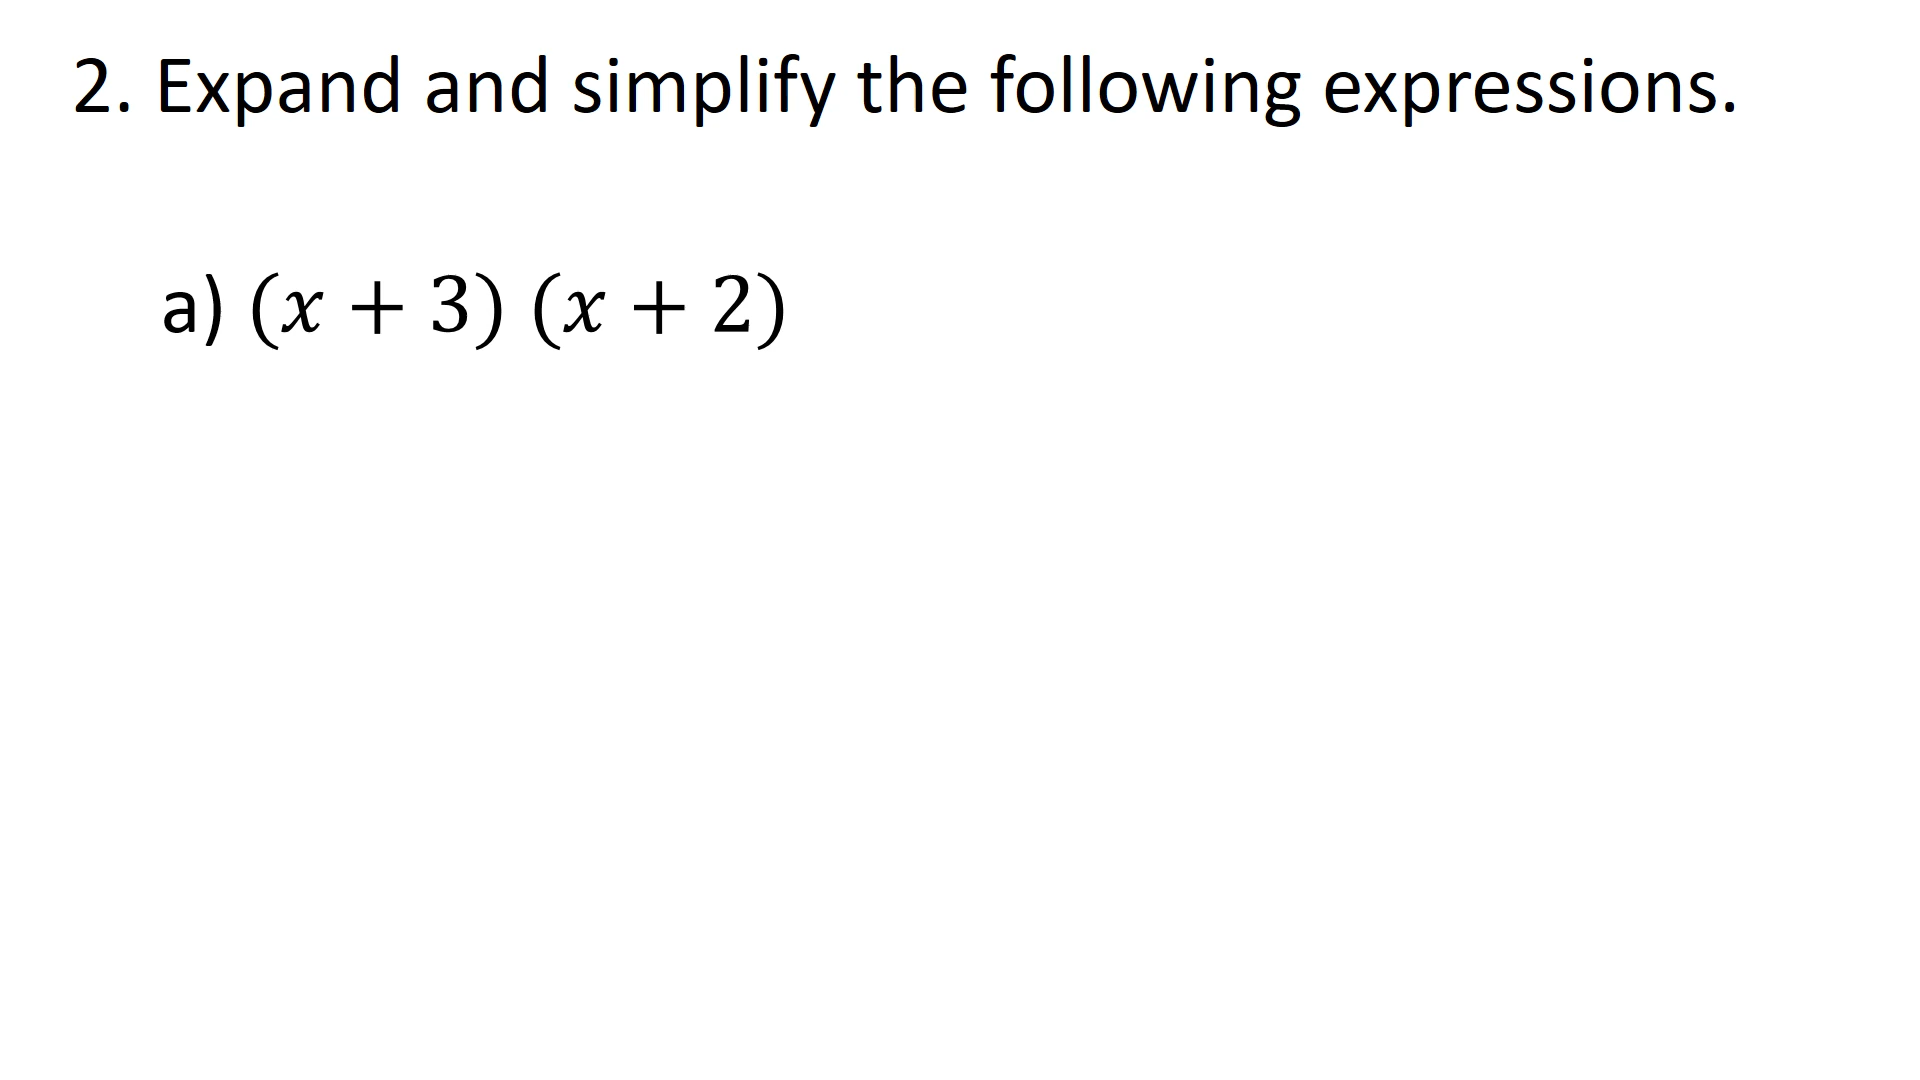 2. Expand and simplify the following expressions.
a) (x + 3) (x + 2)